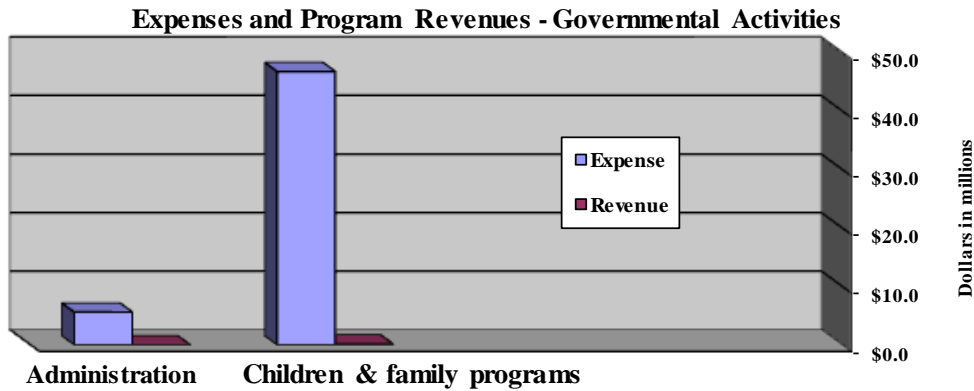 Expenses and Program Revenues - Governmental Activities
$50.0
$40.0
$30.0
$20.0
$10.0
$0.0
Dollars in millions
Expense
Revenue
Administration
Children & family programs